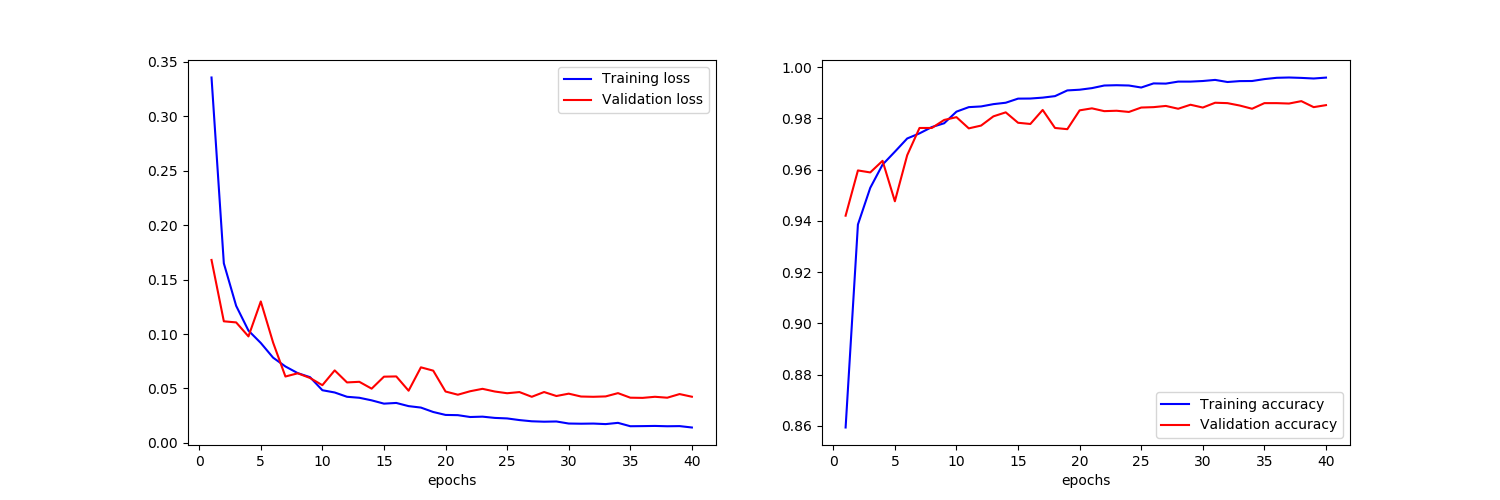 0.35
0.30
0.25
0.20
0.15
0.10
0.05
0.00
0 5 10 15 20 25 30 35 40
epochs
Training loss
Validation loss
1.00
0.98
0.96
0.94
0.92
0.90
0.88
0.86
0 5 10 15 20 25 30 35 40
epochs
Training accuracy
Validation accuracy